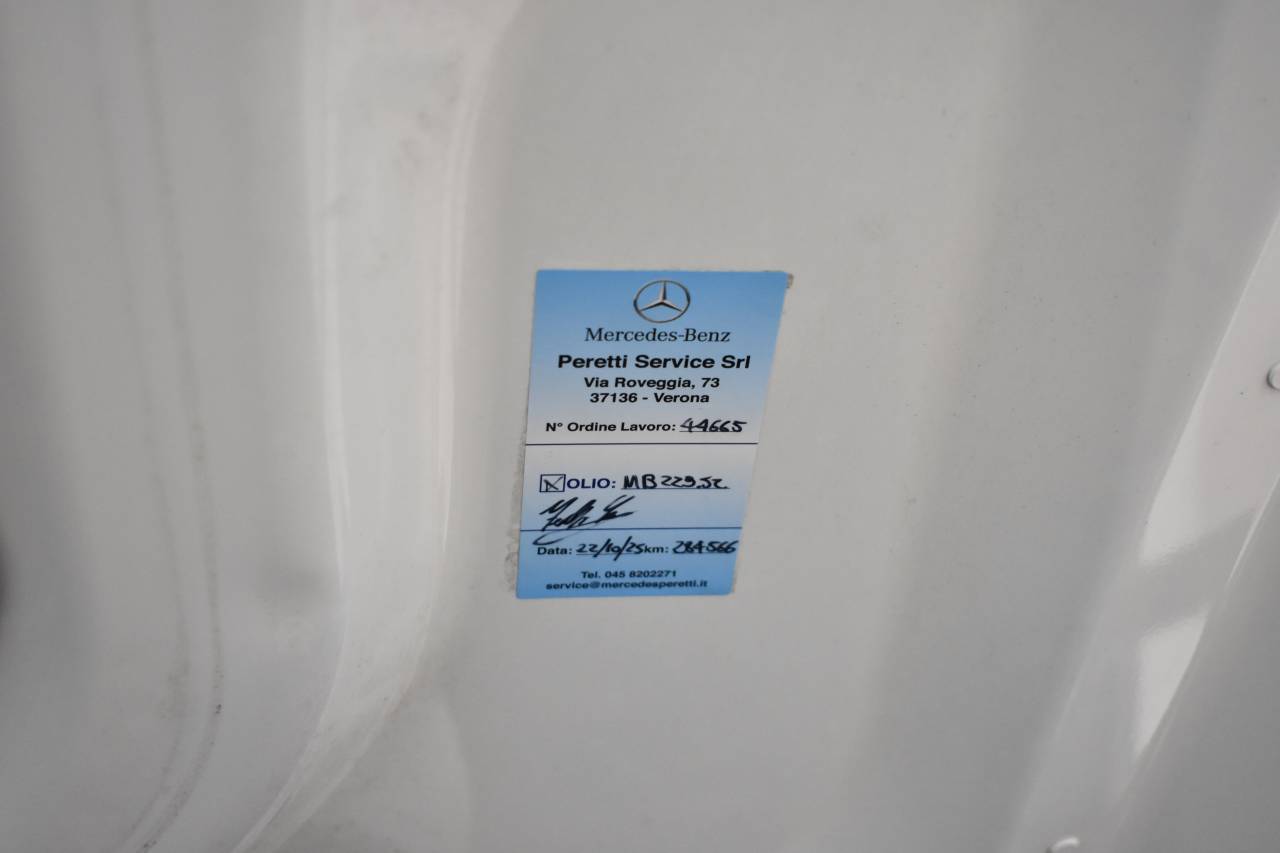 Mercedes-Benz
Peretti Service Srl
Via Roveggia, 73
37136 - Verona
N° Ordine Lavoro: 44665
OLIO: MB 229.52
Data: 22/10/25 km: 284566
Tel. 045 8202271
service@mercedesperetti.it